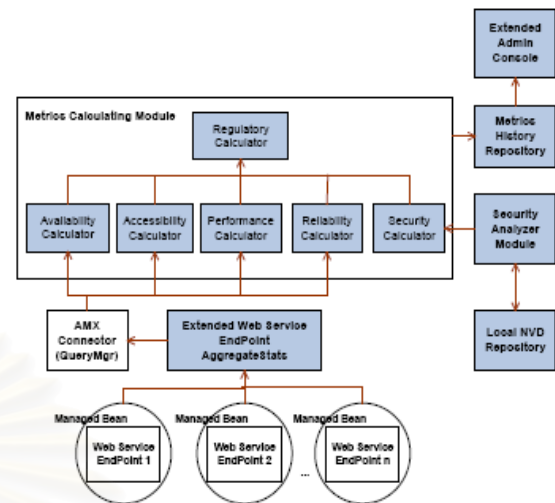 Extended
Admin
Console
Metrics Calculating Module
Regulatory
Calculator
Metrics
History
Repository
Availability
Calculator
Accessibility
Calculator
Performance
Calculator
Reliability
Calculator
Security
Calculator
Security
Analyzer
Module
AMX
Connector
(QueryMgr)
Extended Web Service
EndPoint
AggregateStats
Local NVD
Repository
Managed Bean
Web Service
EndPoint 1
Managed Bean
Web Service
EndPoint 2
...
Managed Bean
Web Service
EndPoint n